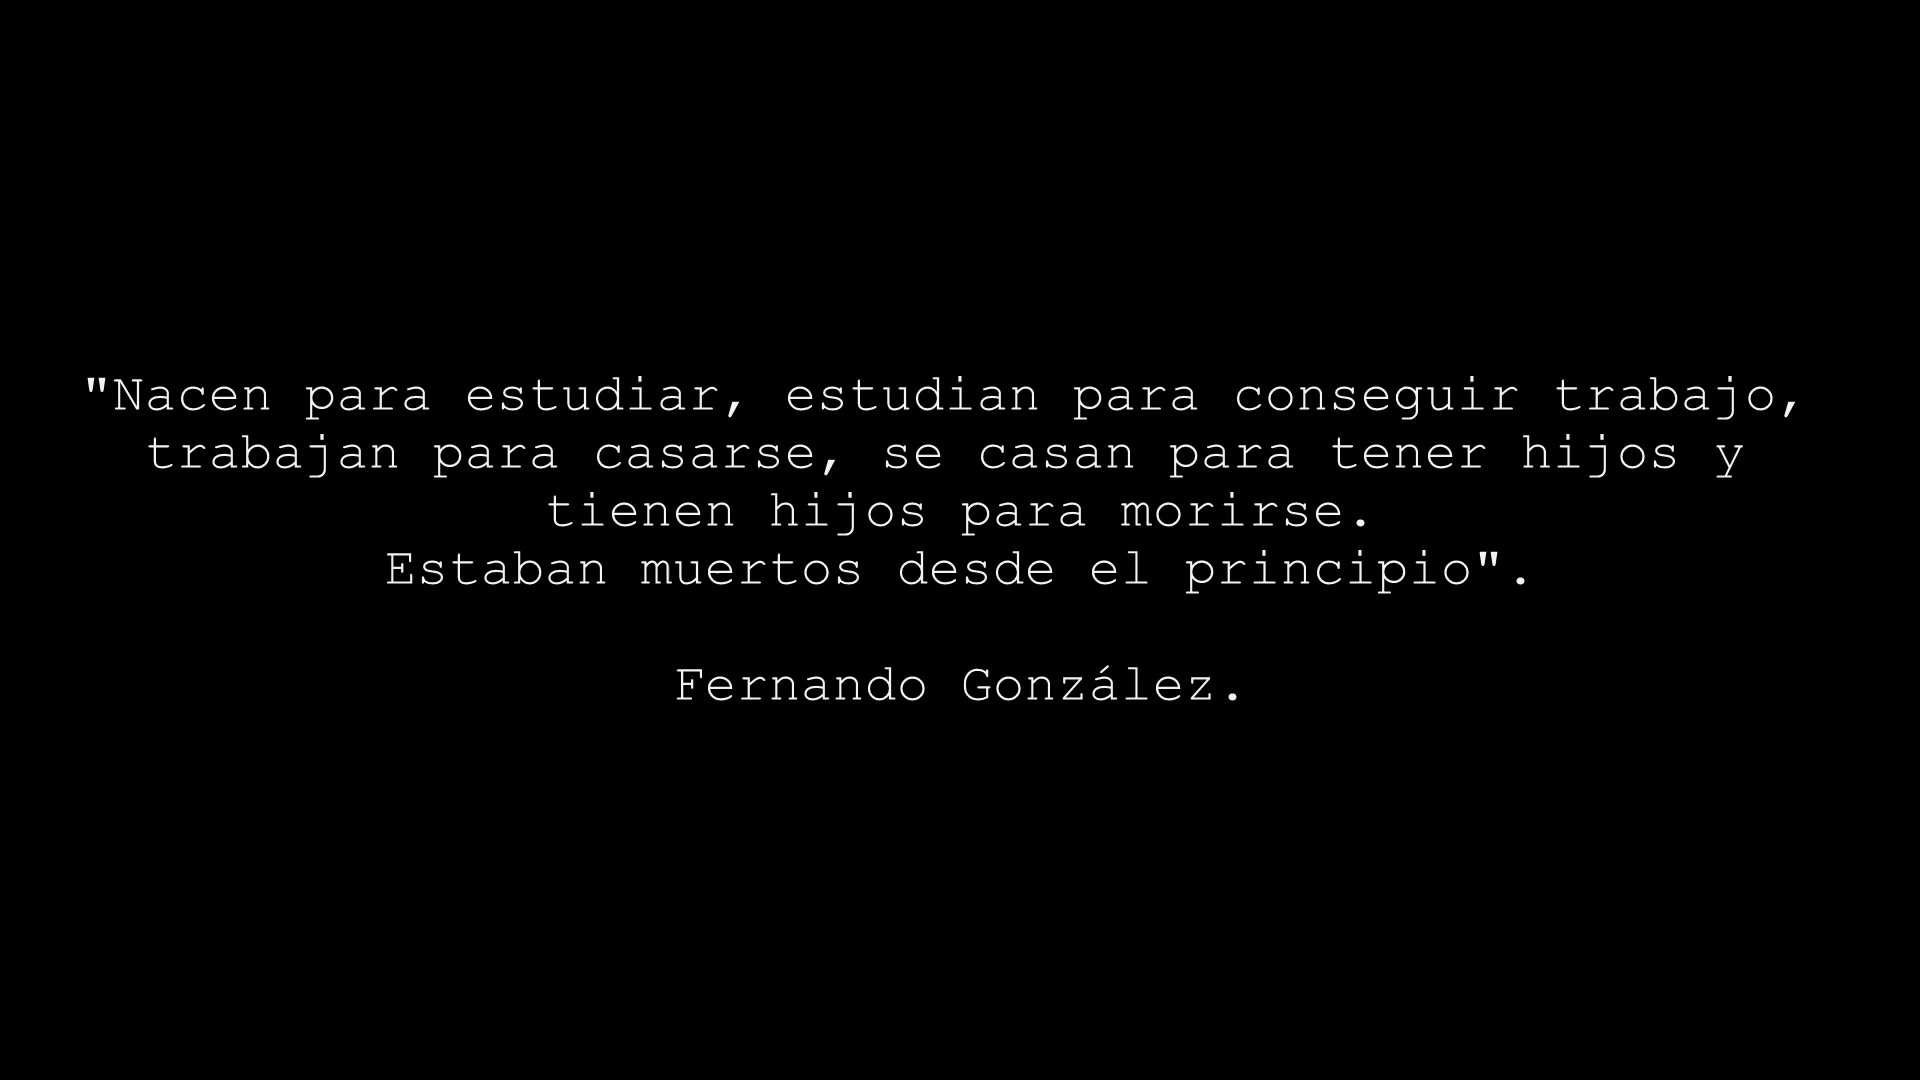 "Nacen para estudiar, estudian para conseguir trabajo,
trabajan para casarse, se casan para tener hijos y
tienen hijos para morirse.
Estaban muertos desde el principio".
Fernando González.